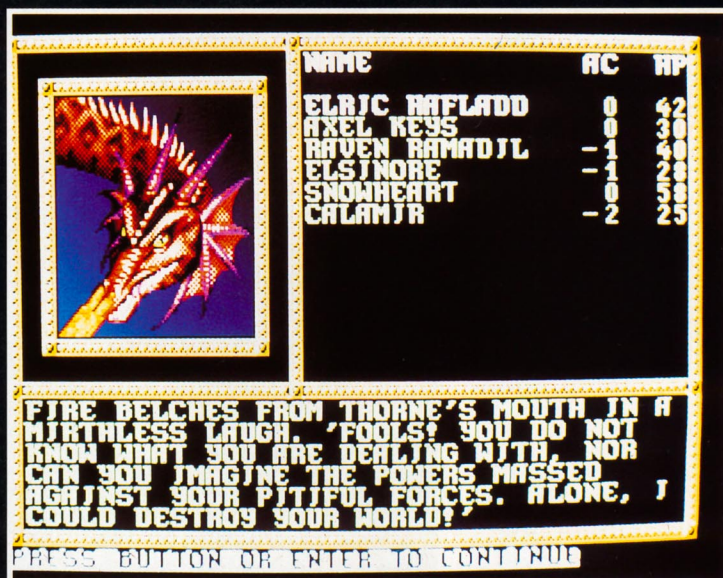 NAME AC HP
ELRIC HAFLADD 0 42
AXEL KEYS 0 30
RAVEN RAMADIL -1 40
ELSINORE -1 28
SNOWHEART 0 58
CALAMIR -2 25
FIRE BELCHES FROM THORNE'S MOUTH IN A
MIRTHLESS LAUGH. 'FOOLS! YOU DO NOT
KNOW WHAT YOU ARE DEALING WITH, NOR
CAN YOU IMAGINE THE POWERS MASSED
AGAINST YOUR PITIFUL FORCES. ALONE, I
COULD DESTROY YOUR WORLD!'
PRESS BUTTON OR ENTER TO CONTINUE